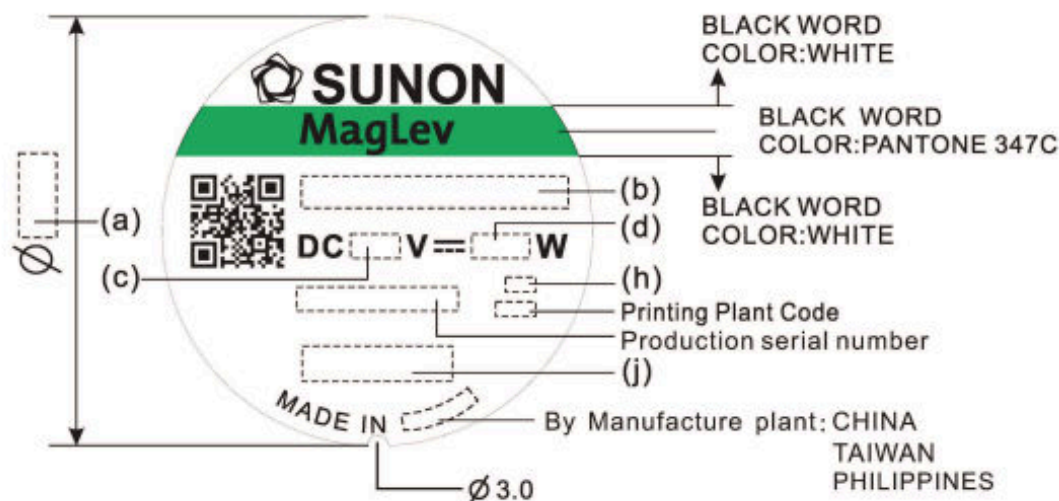 BLACK WORD
COLOR:WHITE
SUNON
MagLev
BLACK WORD
COLOR:PANTONE 347C
(a)
(b)
BLACK WORD
COLOR:WHITE
DC V⎓ W
(d)
(c)
(h)
Printing Plant Code
Production serial number
(j)
Ø
MADE IN
By Manufacture plant: CHINA
TAIWAN
PHILIPPINES
Ø 3.0